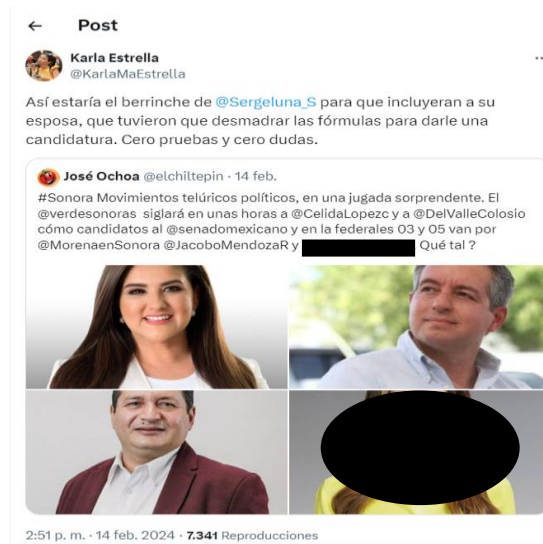 Post
Karla Estrella
@KarlaMaEstrella
Así estaría el berrinche de @Sergeluna_S para que incluyeran a su
esposa, que tuvieron que desmadrar las fórmulas para darle una
candidatura. Cero pruebas y cero dudas.
José Ochoa @elchiltepin · 14 feb.
#Sonora Movimientos telúricos políticos, en una jugada sorprendente. El
@verdesonoras siglará en unas horas a @CelidaLopezc y a @DelValleColosio
cómo candidatos al @senadomexicano y en la federales 03 y 05 van por
@MorenaenSonora @JacoboMendozaR y Qué tal ?
2:51 p. m. · 14 feb. 2024 · 7.341 Reproducciones